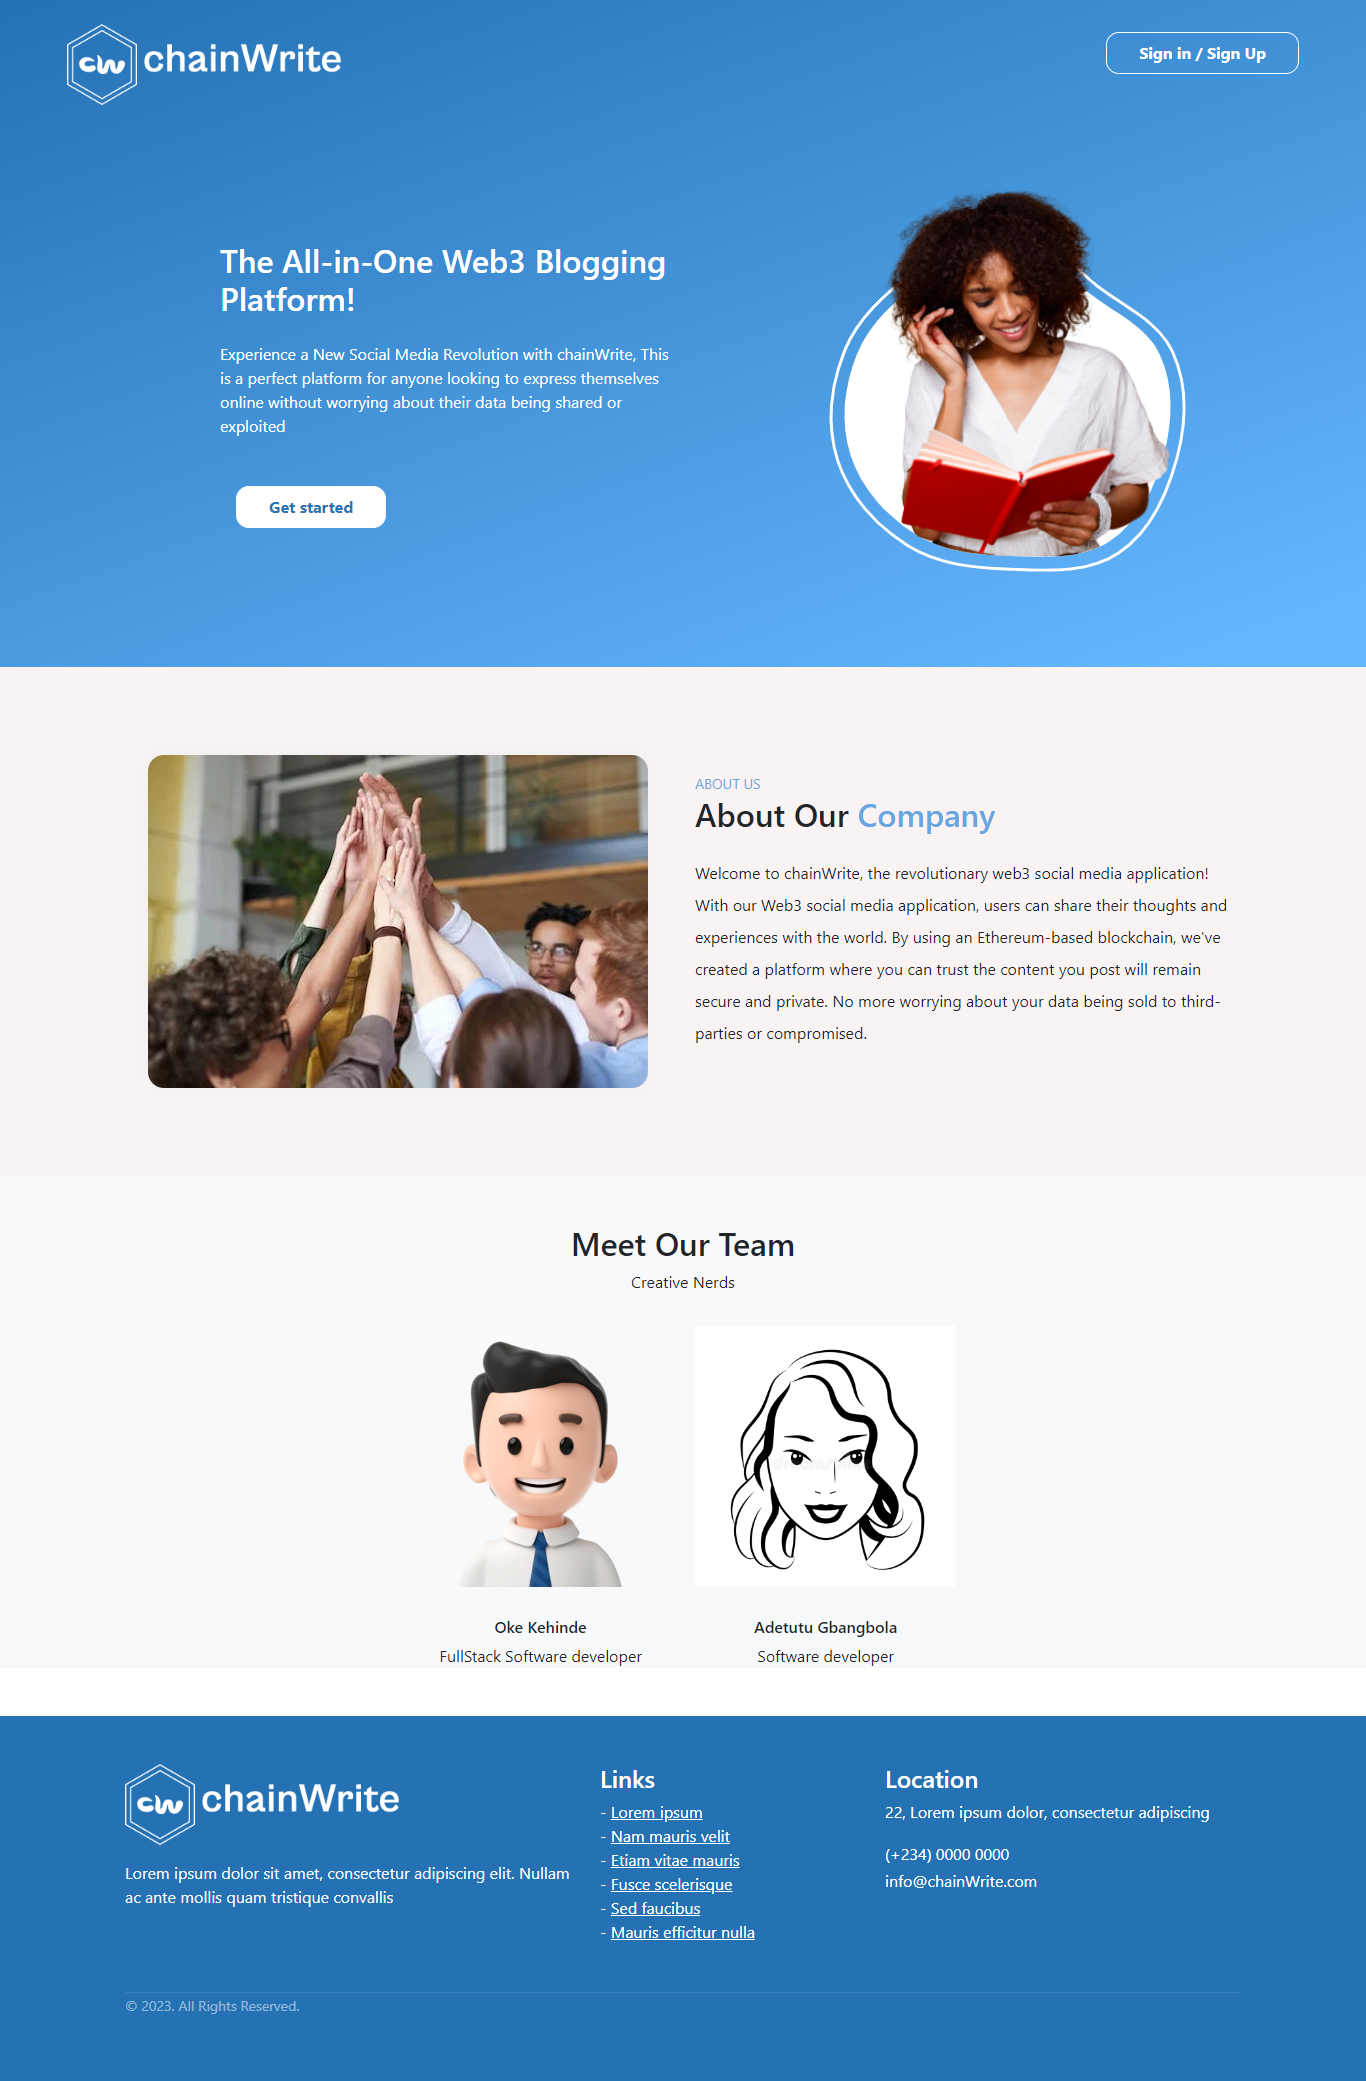 cw chainWrite
Sign in / Sign Up
The All-in-One Web3 Blogging
Platform!
Experience a New Social Media Revolution with chainWrite, This
is a perfect platform for anyone looking to express themselves
online without worrying about their data being shared or
exploited
Get started
ABOUT US
About Our Company
Welcome to chainWrite, the revolutionary web3 social media application!
With our Web3 social media application, users can share their thoughts and
experiences with the world. By using an Ethereum-based blockchain, we've
created a platform where you can trust the content you post will remain
secure and private. No more worrying about your data being sold to third-
parties or compromised.
Meet Our Team
Creative Nerds
Oke Kehinde
FullStack Software developer
Adetutu Gbangbola
Software developer
cw chainWrite
Lorem ipsum dolor sit amet, consectetur adipiscing elit. Nullam
ac ante mollis quam tristique convallis
Links
- Lorem ipsum
- Nam mauris velit
- Etiam vitae mauris
- Fusce scelerisque
- Sed faucibus
- Mauris efficitur nulla
Location
22, Lorem ipsum dolor, consectetur adipiscing
(+234) 0000 0000
info@chainWrite.com
© 2023. All Rights Reserved.